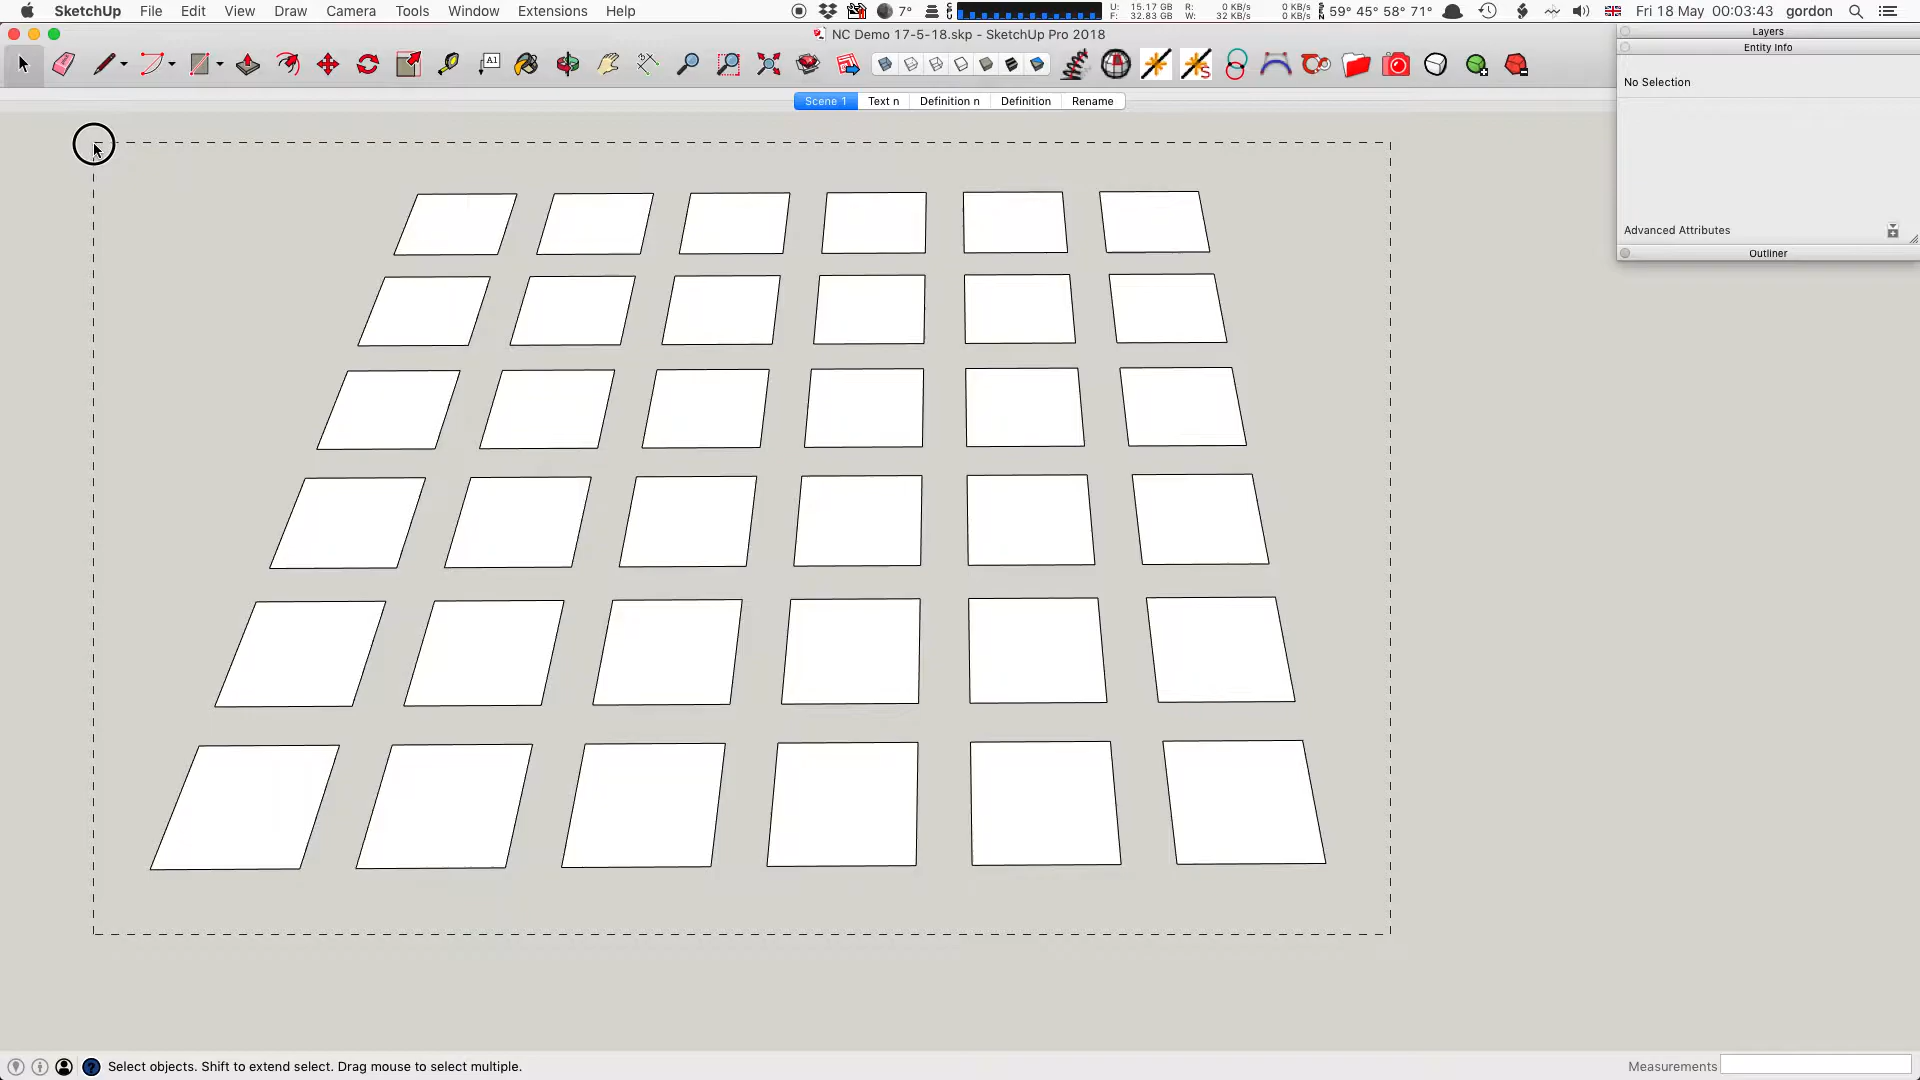 SketchUp File Edit View Draw Camera Tools Window Extensions Help 7° CPU U: 15.17 GB R: 0 KB/s 0 KB/s 59° 45° 58° 71° Fri 18 May 00:03:43 gordon
F: 32.83 GB W: 32 KB/s 0 KB/s
NC Demo 17-5-18.skp - SketchUp Pro 2018
Layers
Entity Info
A1
No Selection
Scene 1 Text n Definition n Definition Rename
Advanced Attributes
Outliner
Select objects. Shift to extend select. Drag mouse to select multiple.
Measurements